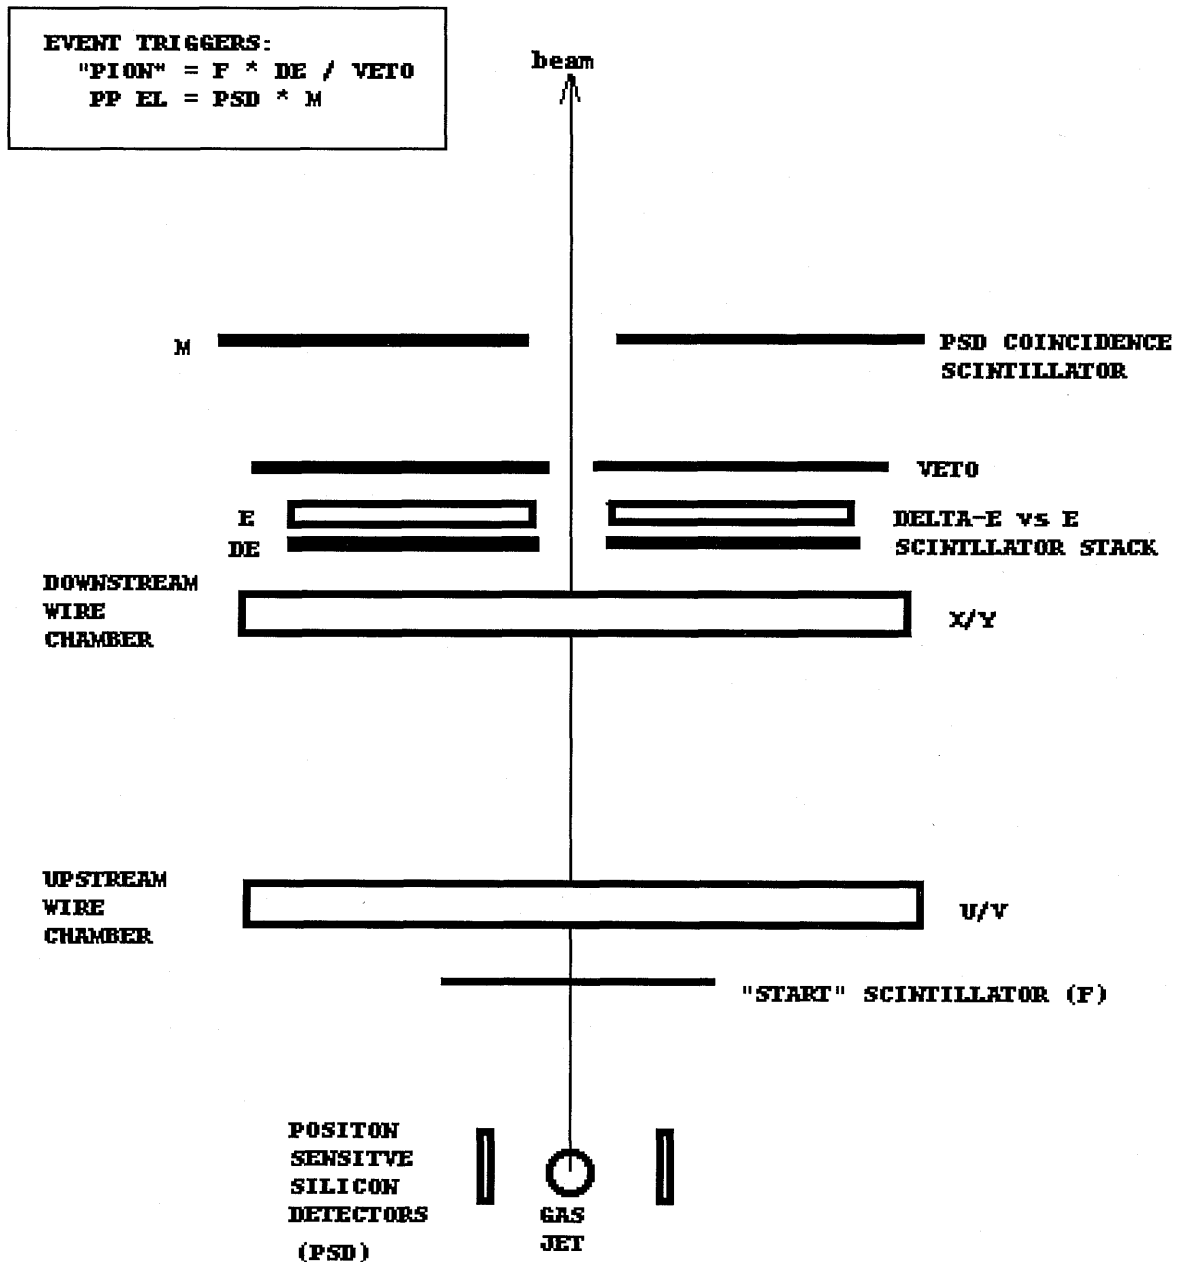 EVENT TRIGGERS:
"PION" = F * DE / VETO
PP EL = PSD * M
beam
M
PSD COINCIDENCE
SCINTILLATOR
VETO
E
DELTA-E vs E
DE
SCINTLLATOR STACK
DOWNSTREAM
WIRE
CHAMBER
X/Y
UPSTREAM
WIRE
CHAMBER
U/V
"START" SCINTILLATOR (F)
POSITON
SENSITVE
SILICON
DETECTORS
(PSD)
GAS
JET